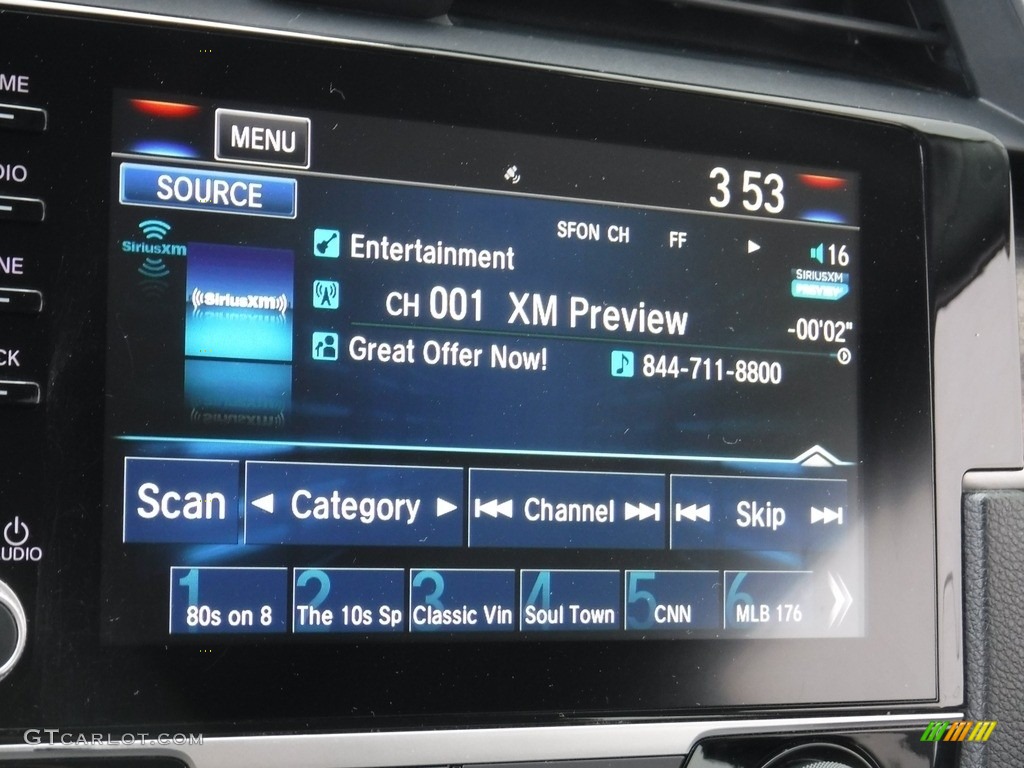 ME
DIO
NE
CK
AUDIO
MENU
3 53
SOURCE
SFON CH FF
SiriusXM
Entertainment
16
((SiriusXM))
SIRIUSXM
PREVIEW
CH 001 XM Preview
-00'02"
Great Offer Now!
844-711-8800
Scan
Category
Channel
Skip
1 80s on 8
2 The 10s Sp
3 Classic Vin
4 Soul Town
5 CNN
6 MLB 176
GTcarlot.com